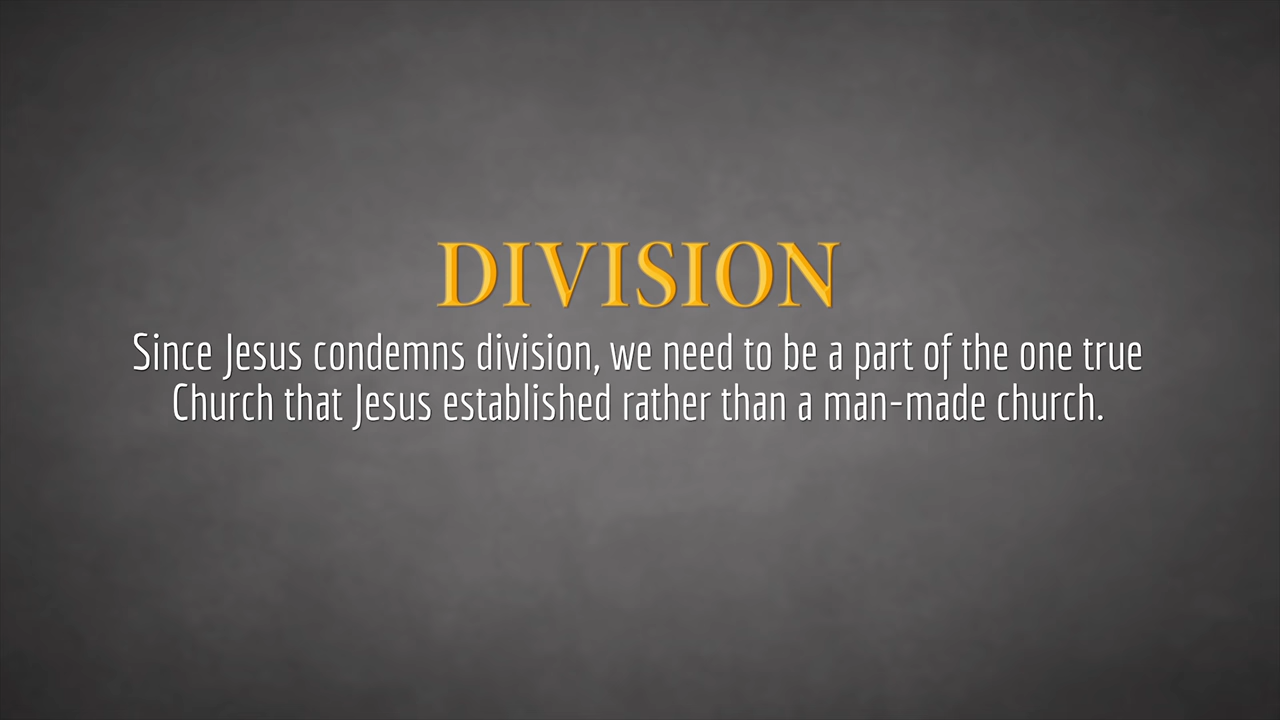 DIVISION
Since Jesus condemns division, we need to be a part of the one true
Church that Jesus established rather than a man-made church.